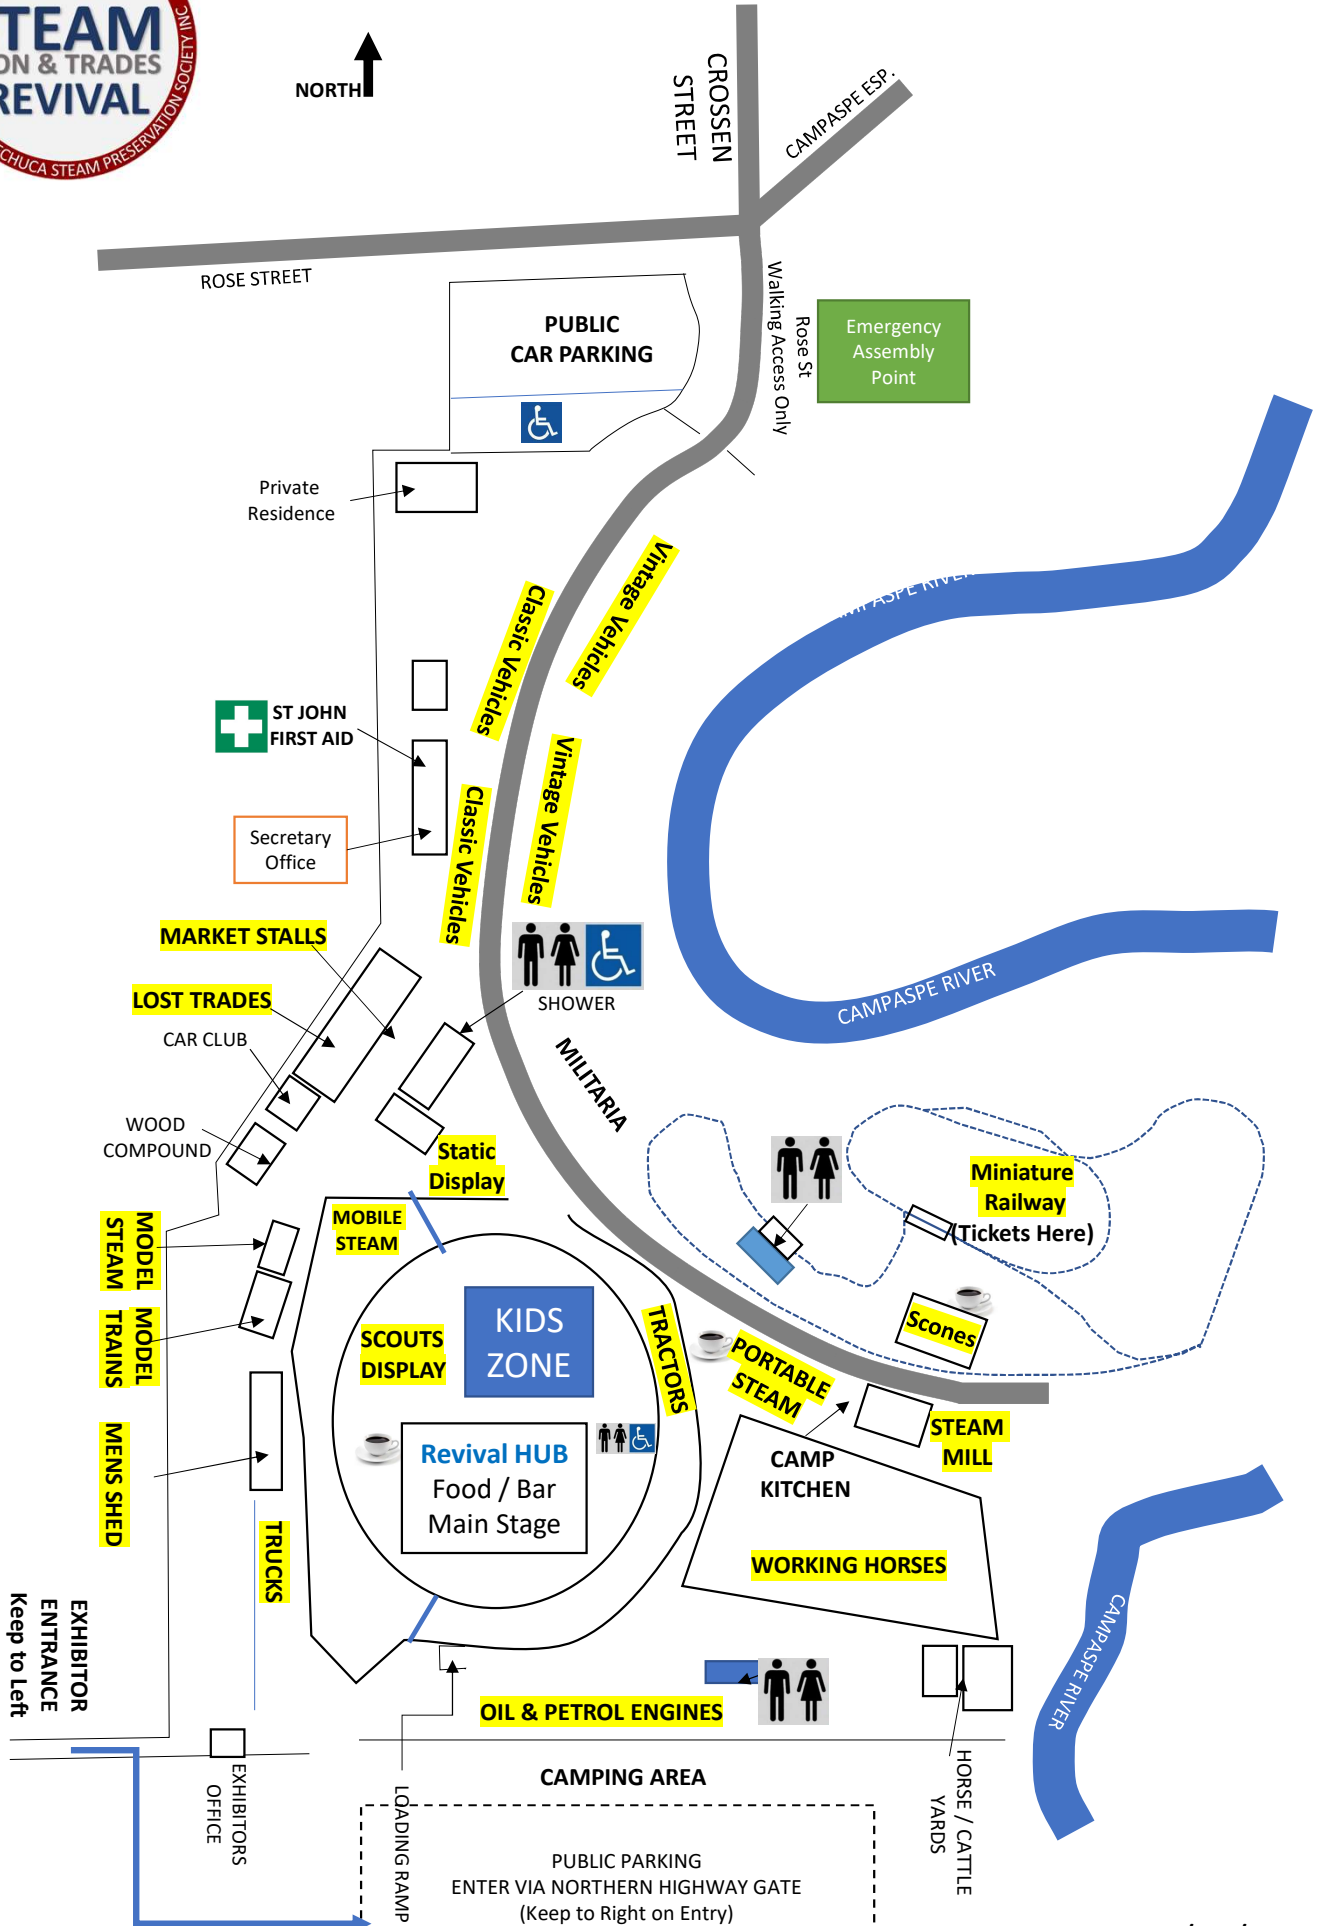 TEAM
ON & TRADES
REVIVAL
ECHUCA STEAM PRESERVATION SOCIETY INC
NORTH
CROSSEN
STREET
CAMPASPE ESP.
ROSE STREET
PUBLIC
CAR PARKING
Rose St
Walking Access Only
Emergency
Assembly
Point
Private
Residence
Vintage Vehicles
Classic Vehicles
CAMPASPE RIVER
ST JOHN
FIRST AID
Vintage Vehicles
Classic Vehicles
Secretary
Office
MARKET STALLS
LOST TRADES
CAR CLUB
SHOWER
CAMPASPE RIVER
MILITARIA
WOOD
COMPOUND
Static
Display
Miniature
Railway
(Tickets Here)
MOBILE
STEAM
MODEL
STEAM
MODEL
TRAINS
KIDS
ZONE
SCOUTS
DISPLAY
TRACTORS
Scones
PORTABLE
STEAM
STEAM
MILL
CAMP
KITCHEN
MENS SHED
Revival HUB
Food / Bar
Main Stage
TRUCKS
WORKING HORSES
EXHIBITOR
ENTRANCE
Keep to Left
CAMPASPE RIVER
OIL & PETROL ENGINES
EXHIBITORS
OFFICE
LOADING RAMP
CAMPING AREA
HORSE / CATTLE
YARDS
PUBLIC PARKING
ENTER VIA NORTHERN HIGHWAY GATE
(Keep to Right on Entry)